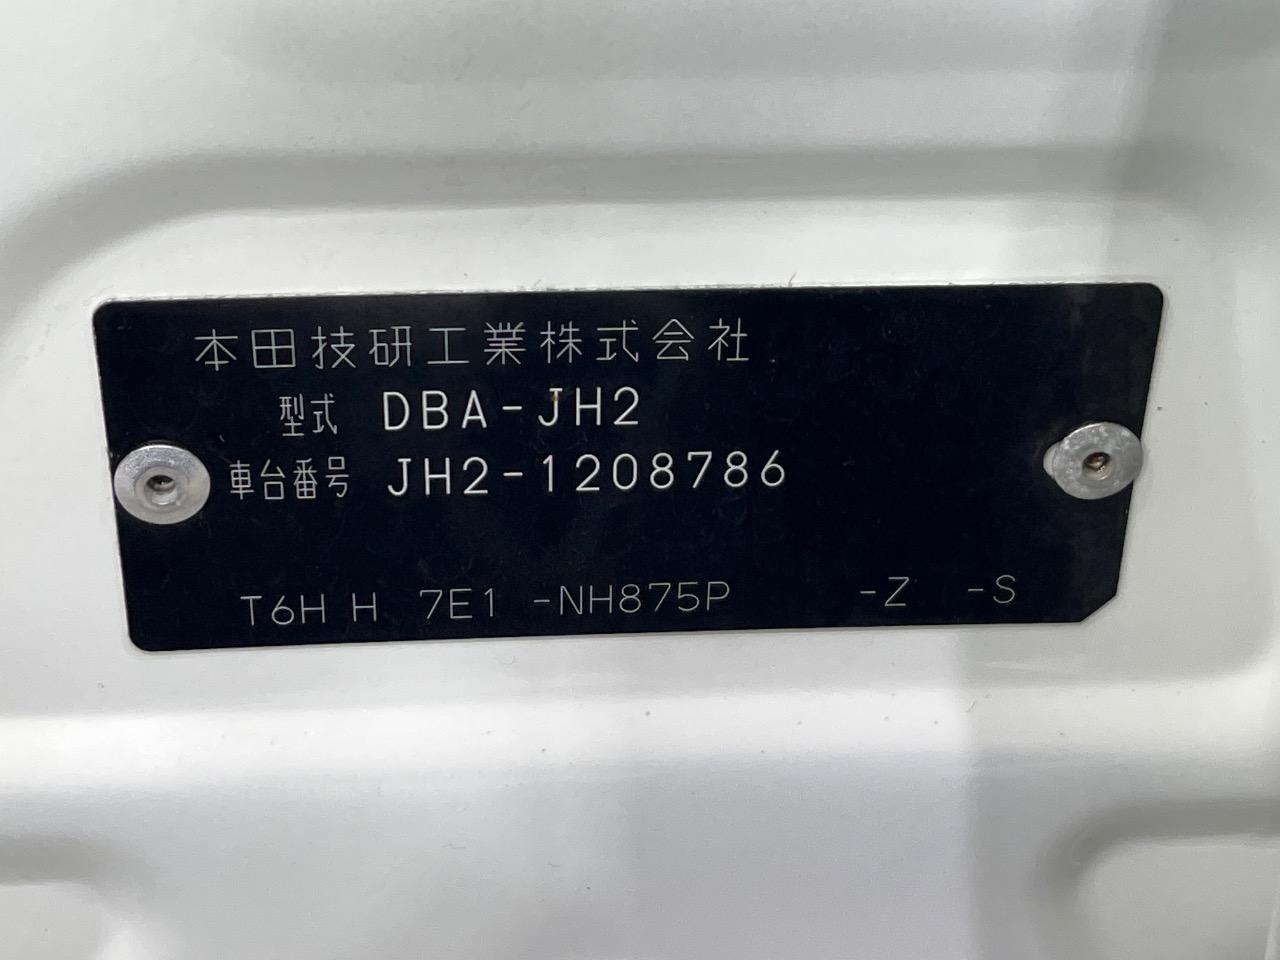 本田技研工業株式会社
型式 DBA-JH2
車台番号 JH2-1208786
T6H H 7E1 -NH875P -Z -S